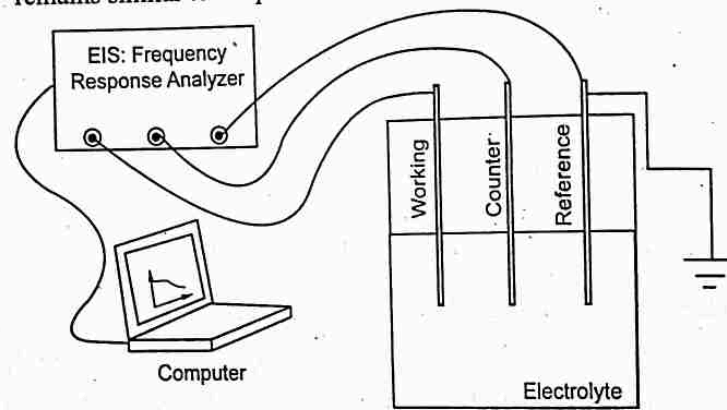 EIS: Frequency
Response Analyzer
Working
Counter
Reference
Computer
Electrolyte